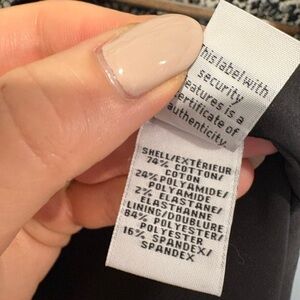 This label with
security
features is a
certificate of
authenticity
SHELL/EXTÉRIEUR
74% COTTON/
COTON
24% POLYAMIDE/
POLYAMIDE
2% ELASTANE/
ELASTHANNE
LINING/DOUBLURE
84% POLYESTER/
POLYESTER
16% SPANDEX/
SPANDEX